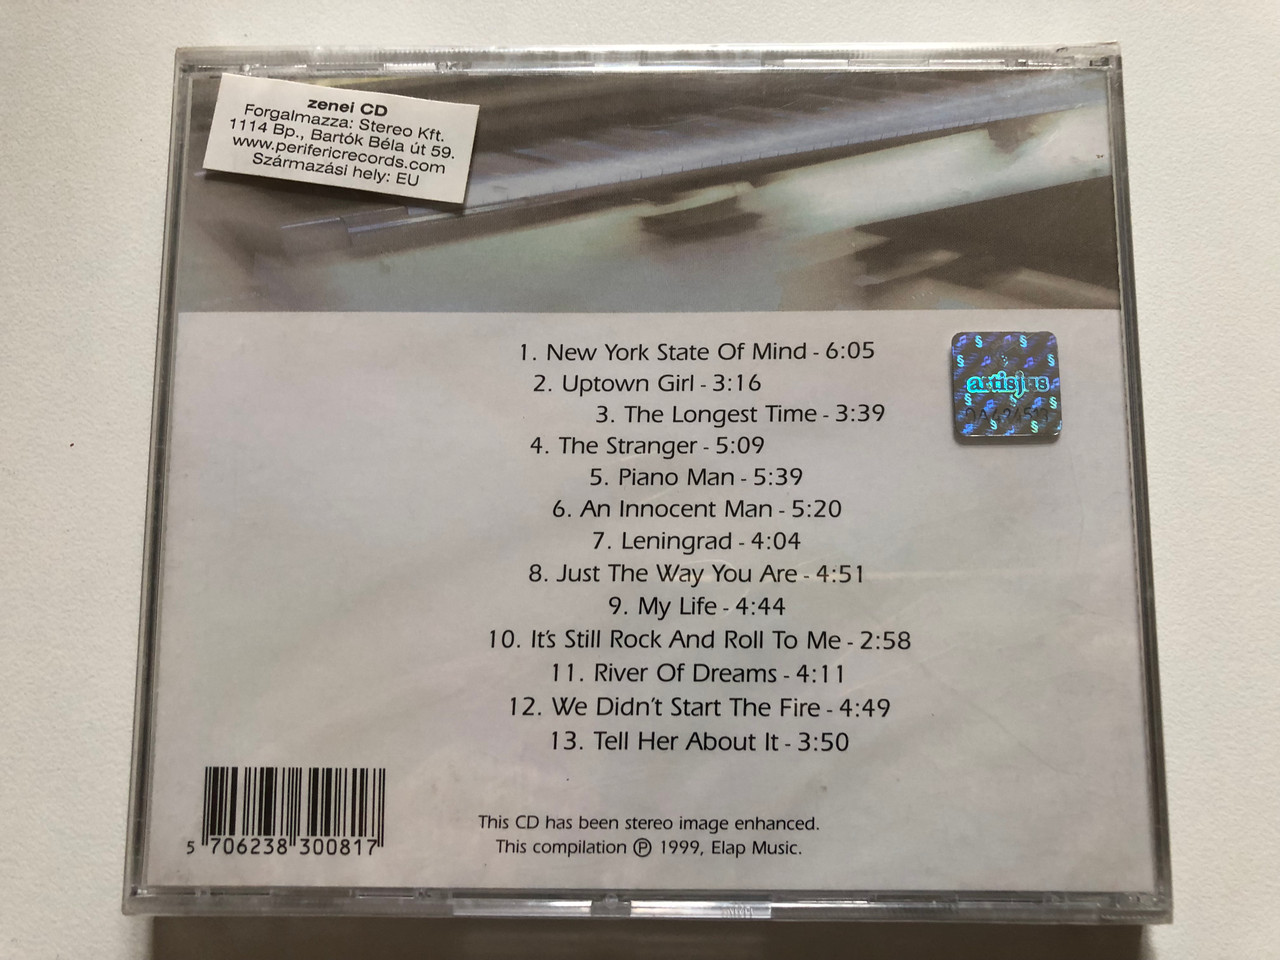 zenei CD
Forgalmazza: Stereo Kft.
1114 Bp., Bartók Béla út 59.
www.perifericrecords.com
Származási hely: EU
1. New York State Of Mind - 6:05
2. Uptown Girl - 3:16
3. The Longest Time - 3:39
4. The Stranger - 5:09
5. Piano Man - 5:39
6. An Innocent Man - 5:20
7. Leningrad - 4:04
8. Just The Way You Are - 4:51
9. My Life - 4:44
10. It's Still Rock And Roll To Me - 2:58
11. River Of Dreams - 4:11
12. We Didn't Start The Fire - 4:49
13. Tell Her About It - 3:50
artisjus
This CD has been stereo image enhanced.
This compilation ℗ 1999, Elap Music.
5 706238 300817